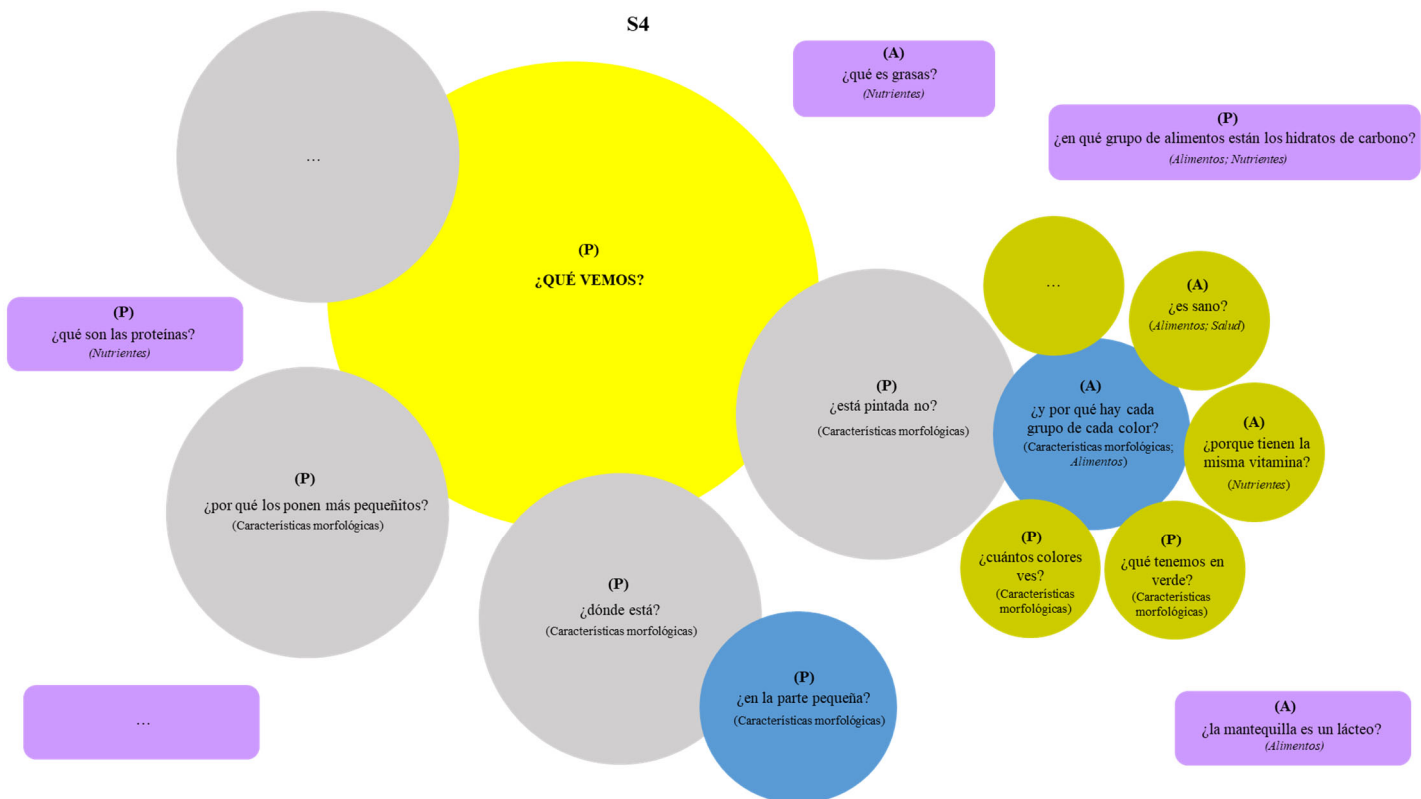 S4
(A)
¿qué es grasas?
(Nutrientes)
(P)
¿en qué grupo de alimentos están los hidratos de carbono?
(Alimentos; Nutrientes)
...
(P)
¿QUÉ VEMOS?
...
(A)
¿es sano?
(Alimentos; Salud)
(P)
¿qué son las proteínas?
(Nutrientes)
(P)
¿está pintada no?
(Características morfológicas)
(A)
¿y por qué hay cada
grupo de cada color?
(Características morfológicas;
Alimentos)
(A)
¿porque tienen la
misma vitamina?
(Nutrientes)
(P)
¿por qué los ponen más pequeñitos?
(Características morfológicas)
(P)
¿cuántos colores
ves?
(Características
morfológicas)
(P)
¿qué tenemos en
verde?
(Características
morfológicas)
(P)
¿dónde está?
(Características morfológicas)
(P)
¿en la parte pequeña?
(Características morfológicas)
...
(A)
¿la mantequilla es un lácteo?
(Alimentos)